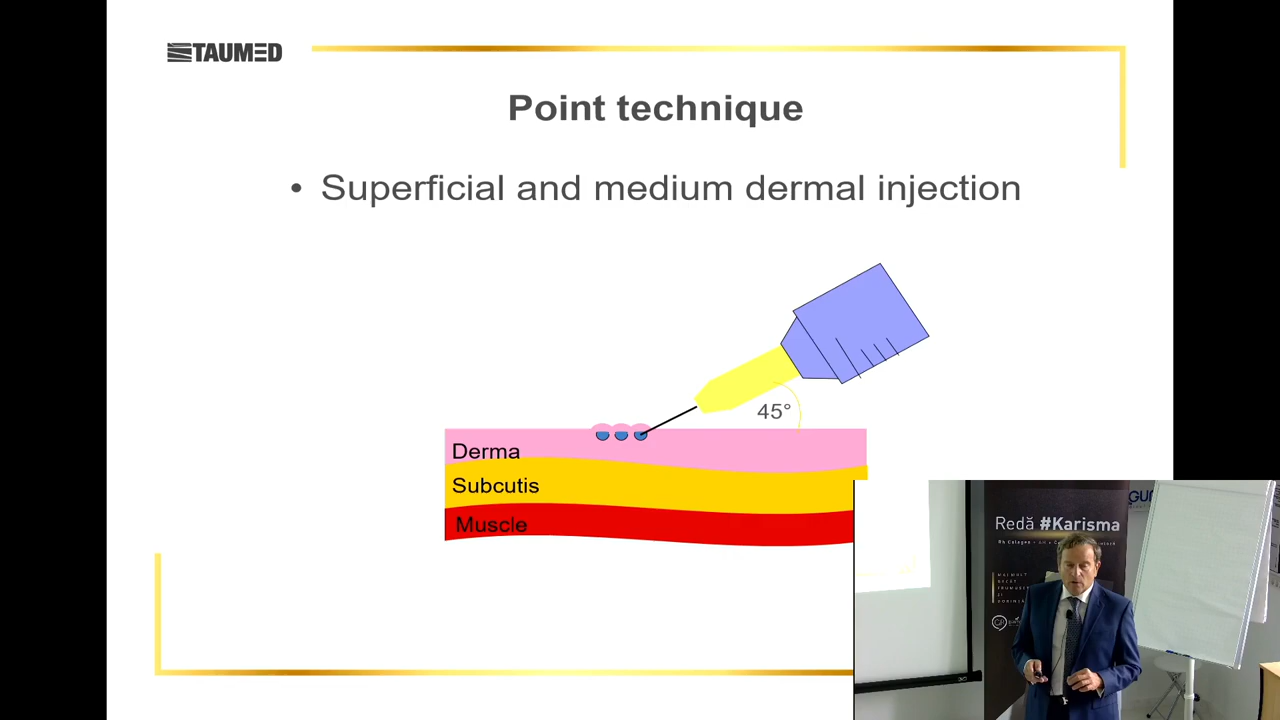 TAUMED
Point technique
• Superficial and medium dermal injection
45°
Derma
Subcutis
Muscle
Redă #Karisma